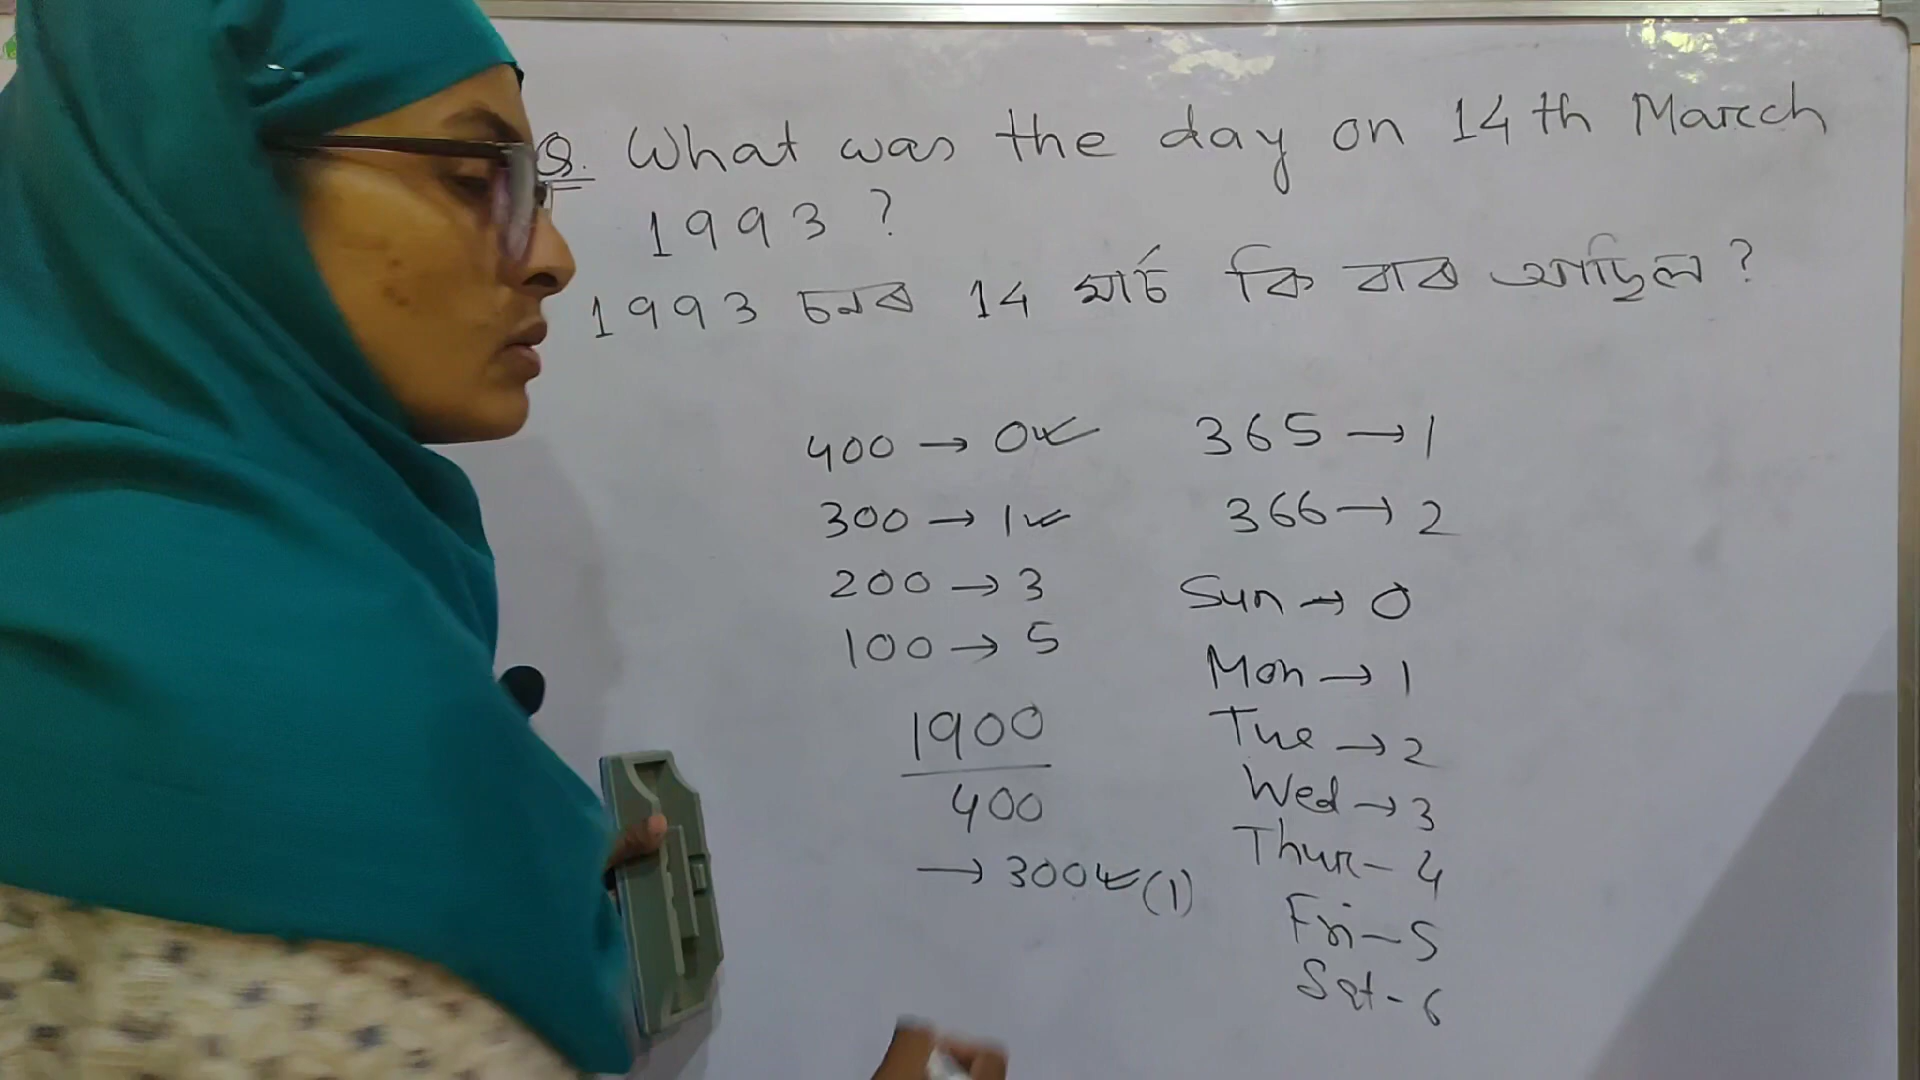 Q. What was the day on 14th March
1993?
1993 চনৰ 14 মাৰ্চ কি বাৰ আছিল?
400 → 0
300 → 1
200 → 3
100 → 5
1900
400
→ 300 (1)
365 → 1
366 → 2
Sun → 0
Mon → 1
Tue → 2
Wed → 3
Thur - 4
Fri - 5
Sat - 6